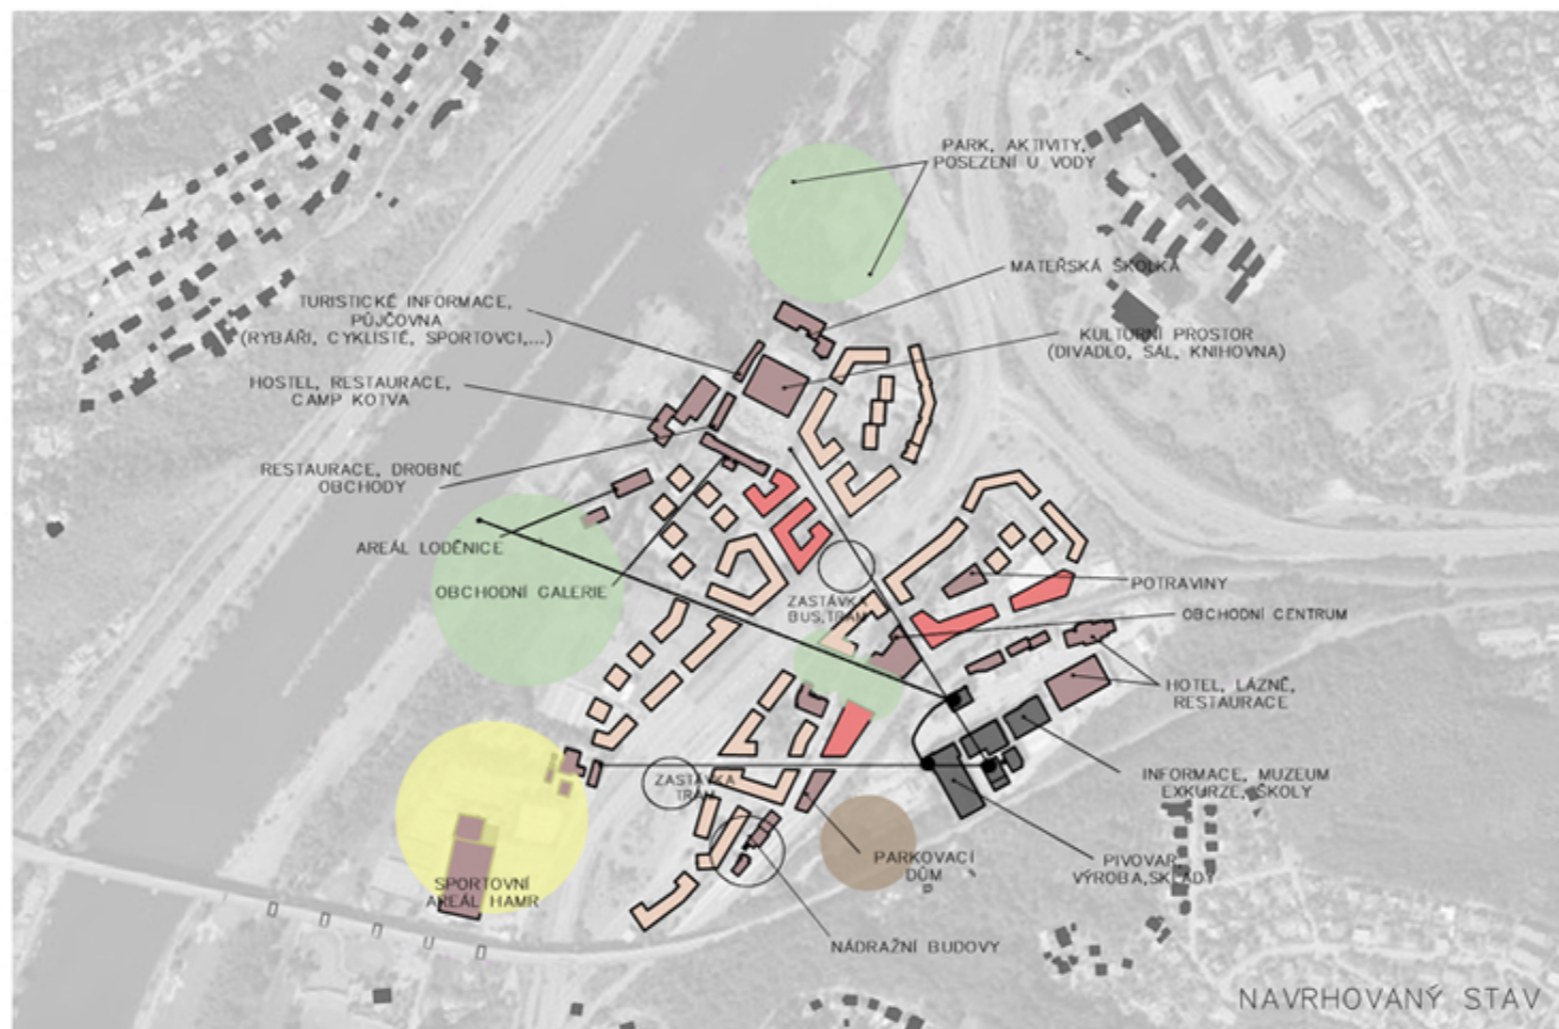 PARK, AKTIVITY,
POSEZENÍ U VODY
MATEŘSKÁ ŠKOLKA
TURISTICKÉ INFORMACE,
PŮJČOVNA
(RYBÁŘI, CYKLISTÉ, SPORTOVCI,...)
KULTURNÍ PROSTOR
(DIVADLO, SÁL, KNIHOVNA)
HOSTEL, RESTAURACE,
CAMP KOTVA
RESTAURACE, DROBNÉ
OBCHODY
AREÁL LODĚNICE
OBCHODNÍ GALERIE
ZASTÁVKA
BUS,TRAM
POTRAVINY
OBCHODNÍ CENTRUM
HOTEL, LÁZNĚ,
RESTAURACE
ZASTÁVKA
TRAM
INFORMACE, MUZEUM
EXKURZE, ŠKOLY
PARKOVACÍ
DŮM
PIVOVAR,
VÝROBA,SKLADY
SPORTOVNÍ
AREÁL HAMR
NÁDRAŽNÍ BUDOVY
NAVRHOVANÝ STAV